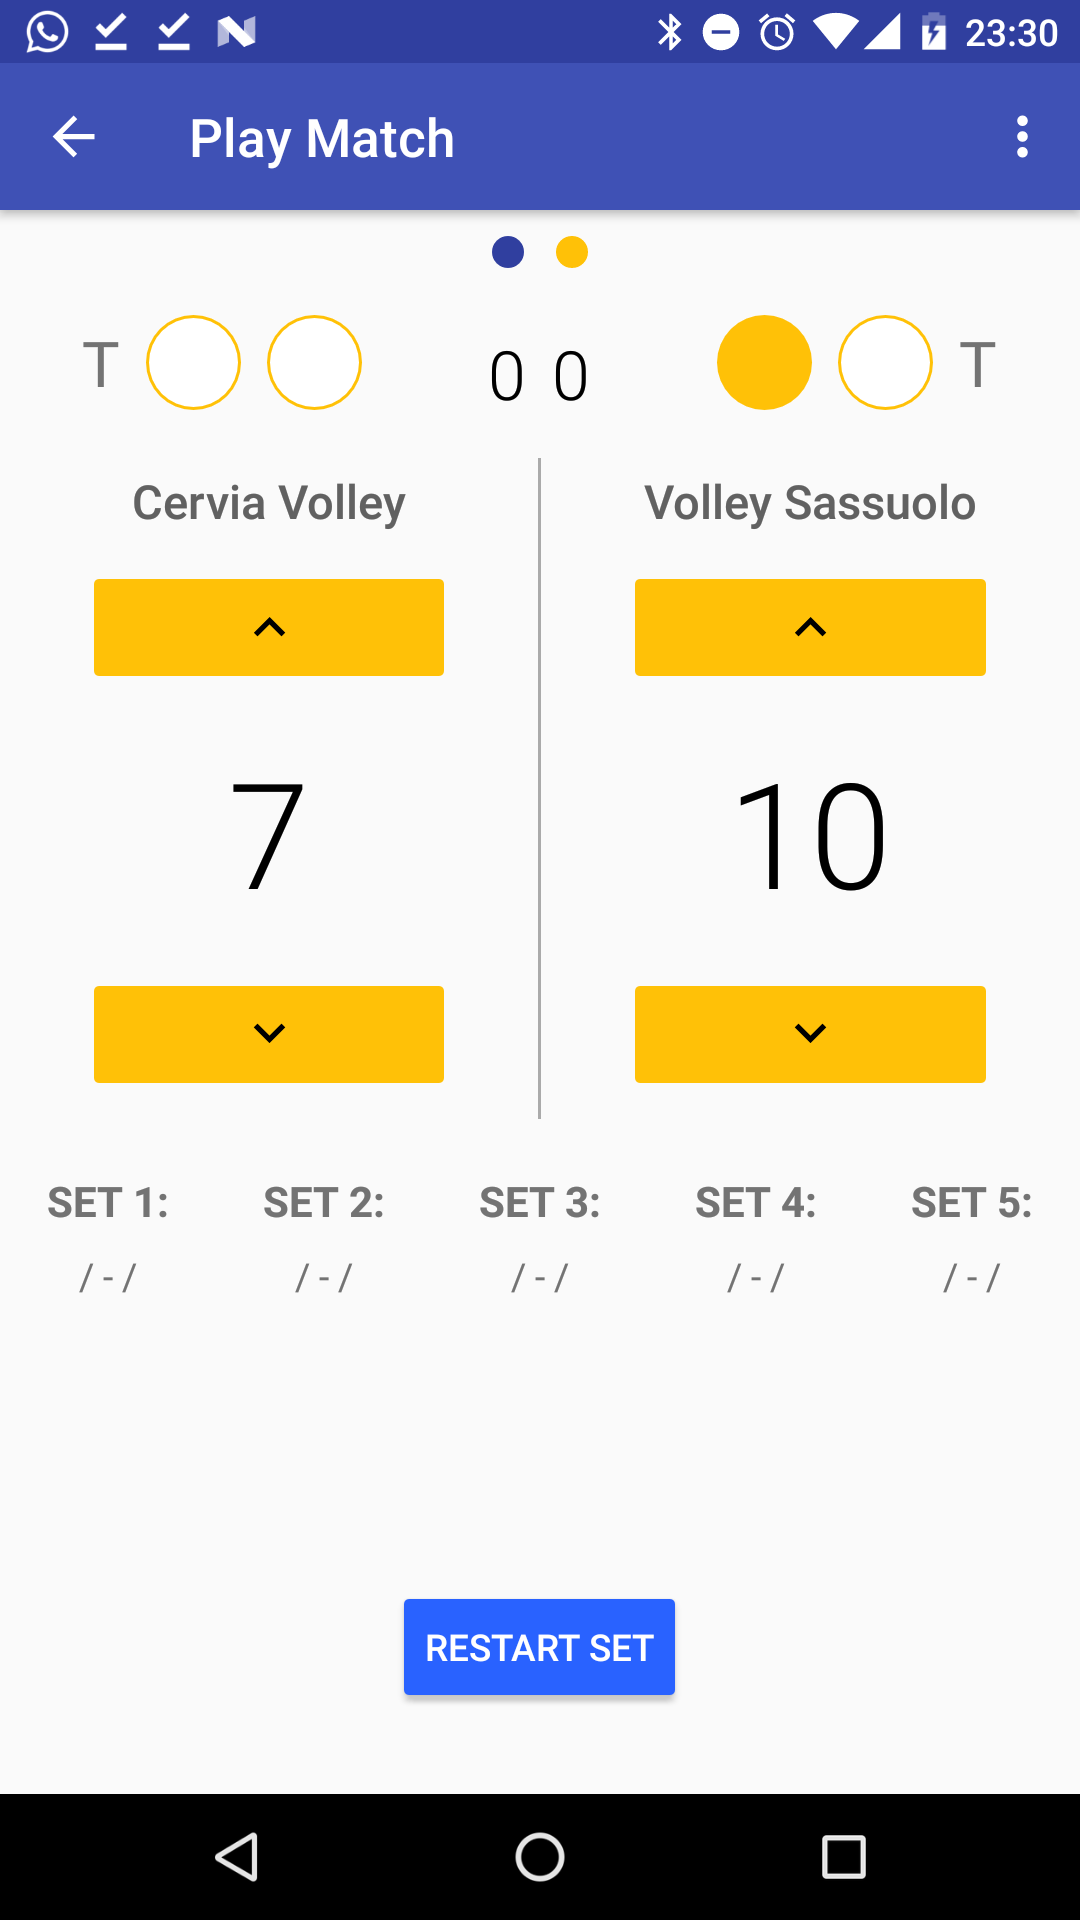 23:30
Play Match
T 0 0 T
Cervia Volley Volley Sassuolo
7 10
SET 1: SET 2: SET 3: SET 4: SET 5:
/ - / / - / / - / / - / / - /
RESTART SET